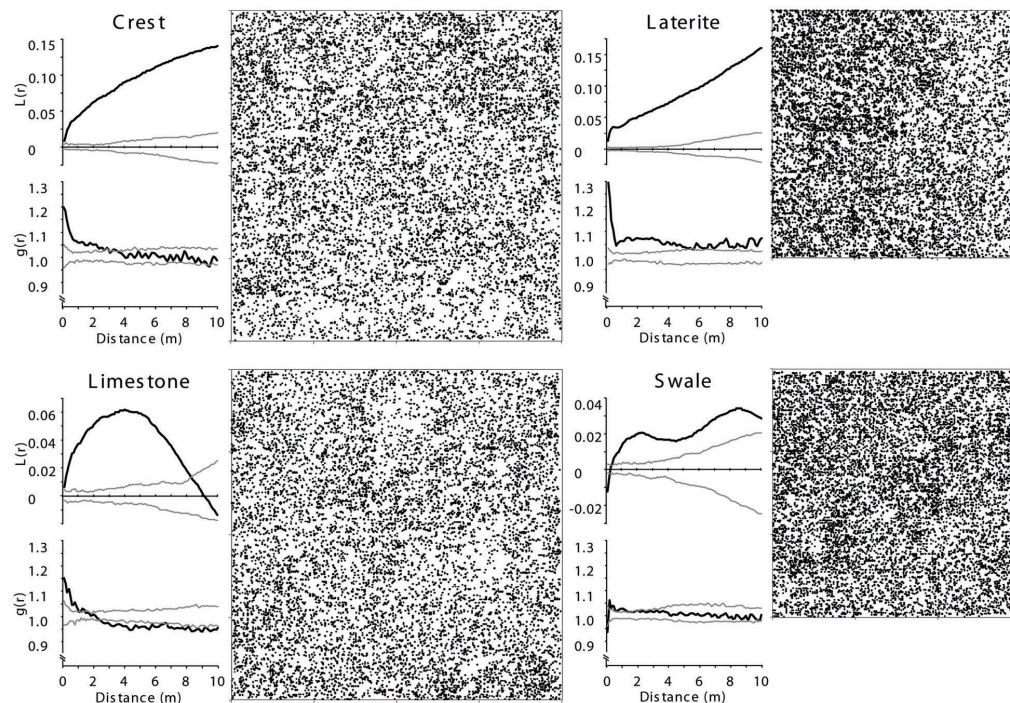 Crest
0.15
0.10
0.05
0
L(r)
1.3
1.2
1.1
1.0
0.9
g(r)
0 2 4 6 8 10
Distance (m)
Laterite
0.15
0.10
0.05
0
L(r)
1.3
1.2
1.1
1.0
0.9
g(r)
0 2 4 6 8 10
Distance (m)
Limestone
0.06
0.04
0.02
0
L(r)
1.3
1.2
1.1
1.0
0.9
g(r)
0 2 4 6 8 10
Distance (m)
Swale
0.04
0.02
0
-0.02
L(r)
1.3
1.2
1.1
1.0
0.9
g(r)
0 2 4 6 8 10
Distance (m)